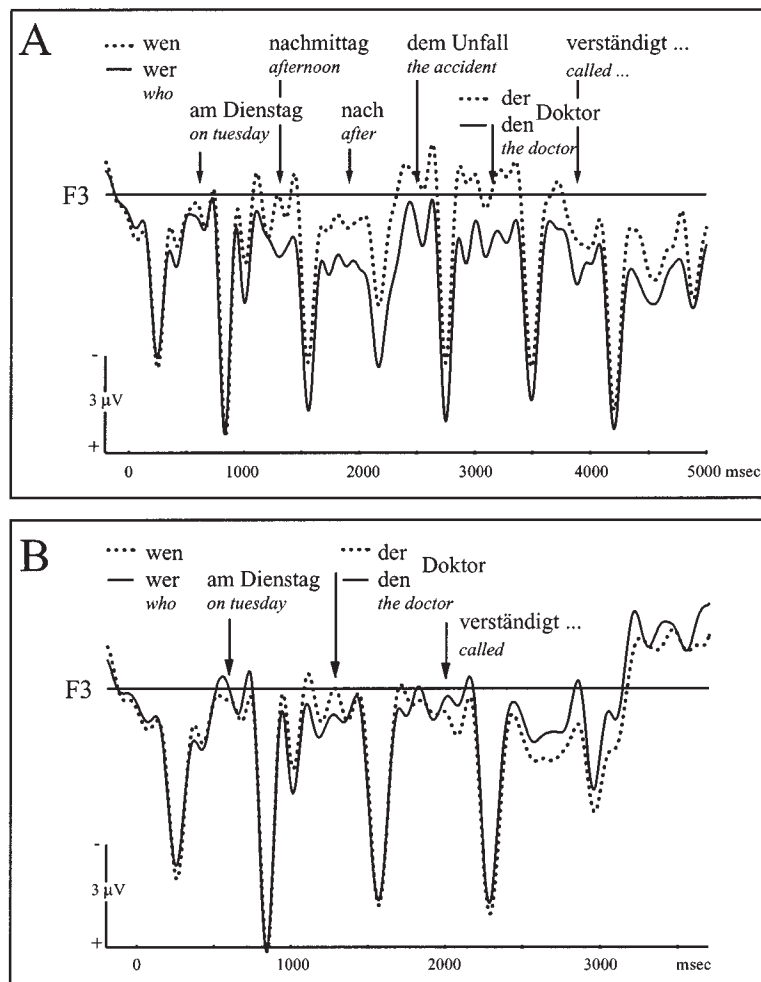 A
wen
wer
who
am Dienstag
on tuesday
nachmittag
afternoon
nach
after
dem Unfall
the accident
der
den
Doktor
the doctor
verständigt ...
called ...
F3
-
3 µV
+
0 1000 2000 3000 4000 5000 msec
B
wen
wer
who
am Dienstag
on tuesday
der
den
Doktor
the doctor
verständigt ...
called
F3
-
3 µV
+
0 1000 2000 3000 msec